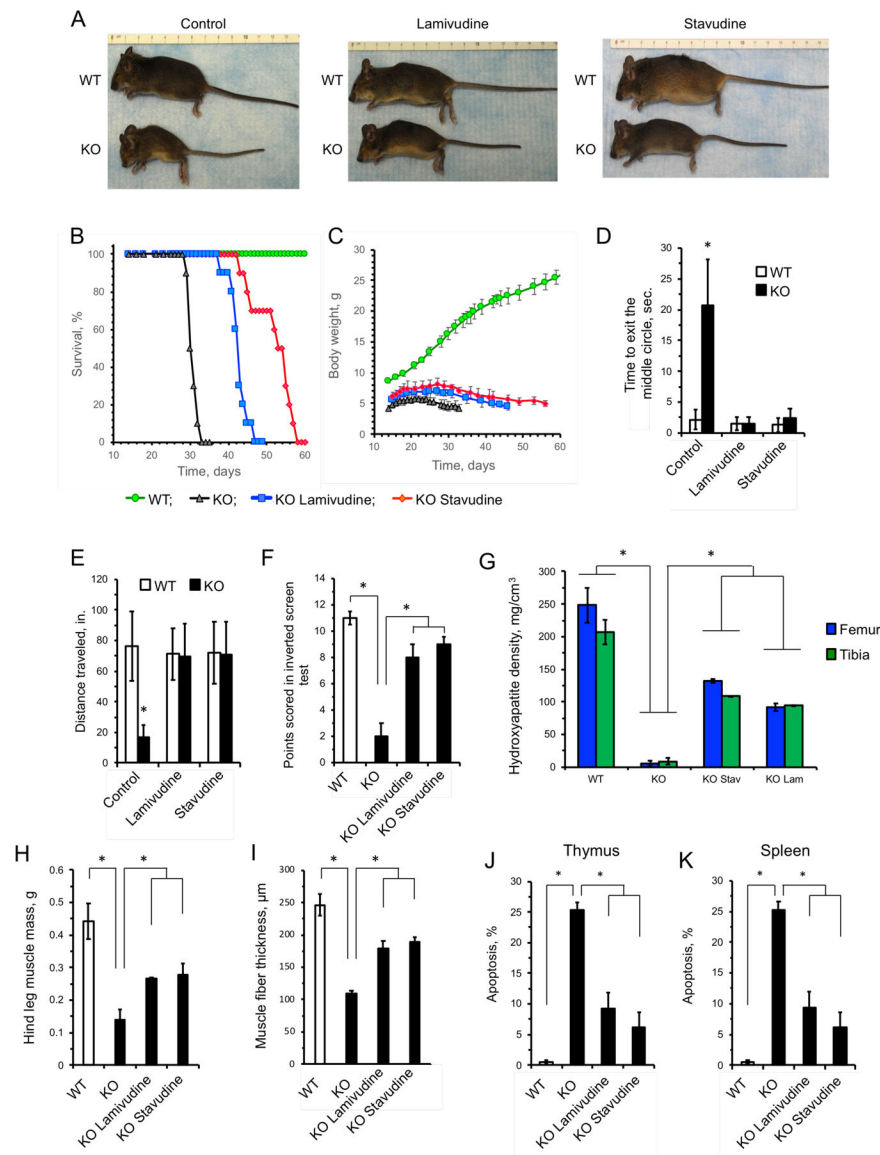 A
Control
Lamivudine
Stavudine
WT
KO
WT
KO
WT
KO
B
Survival, %
100
80
60
40
20
0
10 20 30 40 50 60
Time, days
C
Body weight, g
30
25
20
15
10
5
0
10 20 30 40 50 60
Time, days
WT; KO; KO Lamivudine; KO Stavudine
D
Time to exit the
middle circle, sec.
30
25
20
15
10
5
0
*
WT
KO
Control
Lamivudine
Stavudine
E
WT KO
Distance traveled, in.
120
100
80
60
40
20
0
*
Control
Lamivudine
Stavudine
F
Points scored in inverted screen
test
14
12
10
8
6
4
2
0
* *
WT
KO
KO Lamivudine
KO Stavudine
G
Hydroxyapatite density, mg/cm³
300
250
200
150
100
50
0
* *
Femur
Tibia
WT KO KO Stav KO Lam
H
Hind leg muscle mass, g
0.6
0.5
0.4
0.3
0.2
0.1
0
* *
WT
KO
KO Lamivudine
KO Stavudine
I
Muscle fiber thickness, µm
300
250
200
150
100
50
0
* *
WT
KO
KO Lamivudine
KO Stavudine
J
Thymus
Apoptosis, %
30
25
20
15
10
5
0
* *
WT
KO
KO Lamivudine
KO Stavudine
K
Spleen
Apoptosis, %
30
25
20
15
10
5
0
* *
WT
KO
KO Lamivudine
KO Stavudine